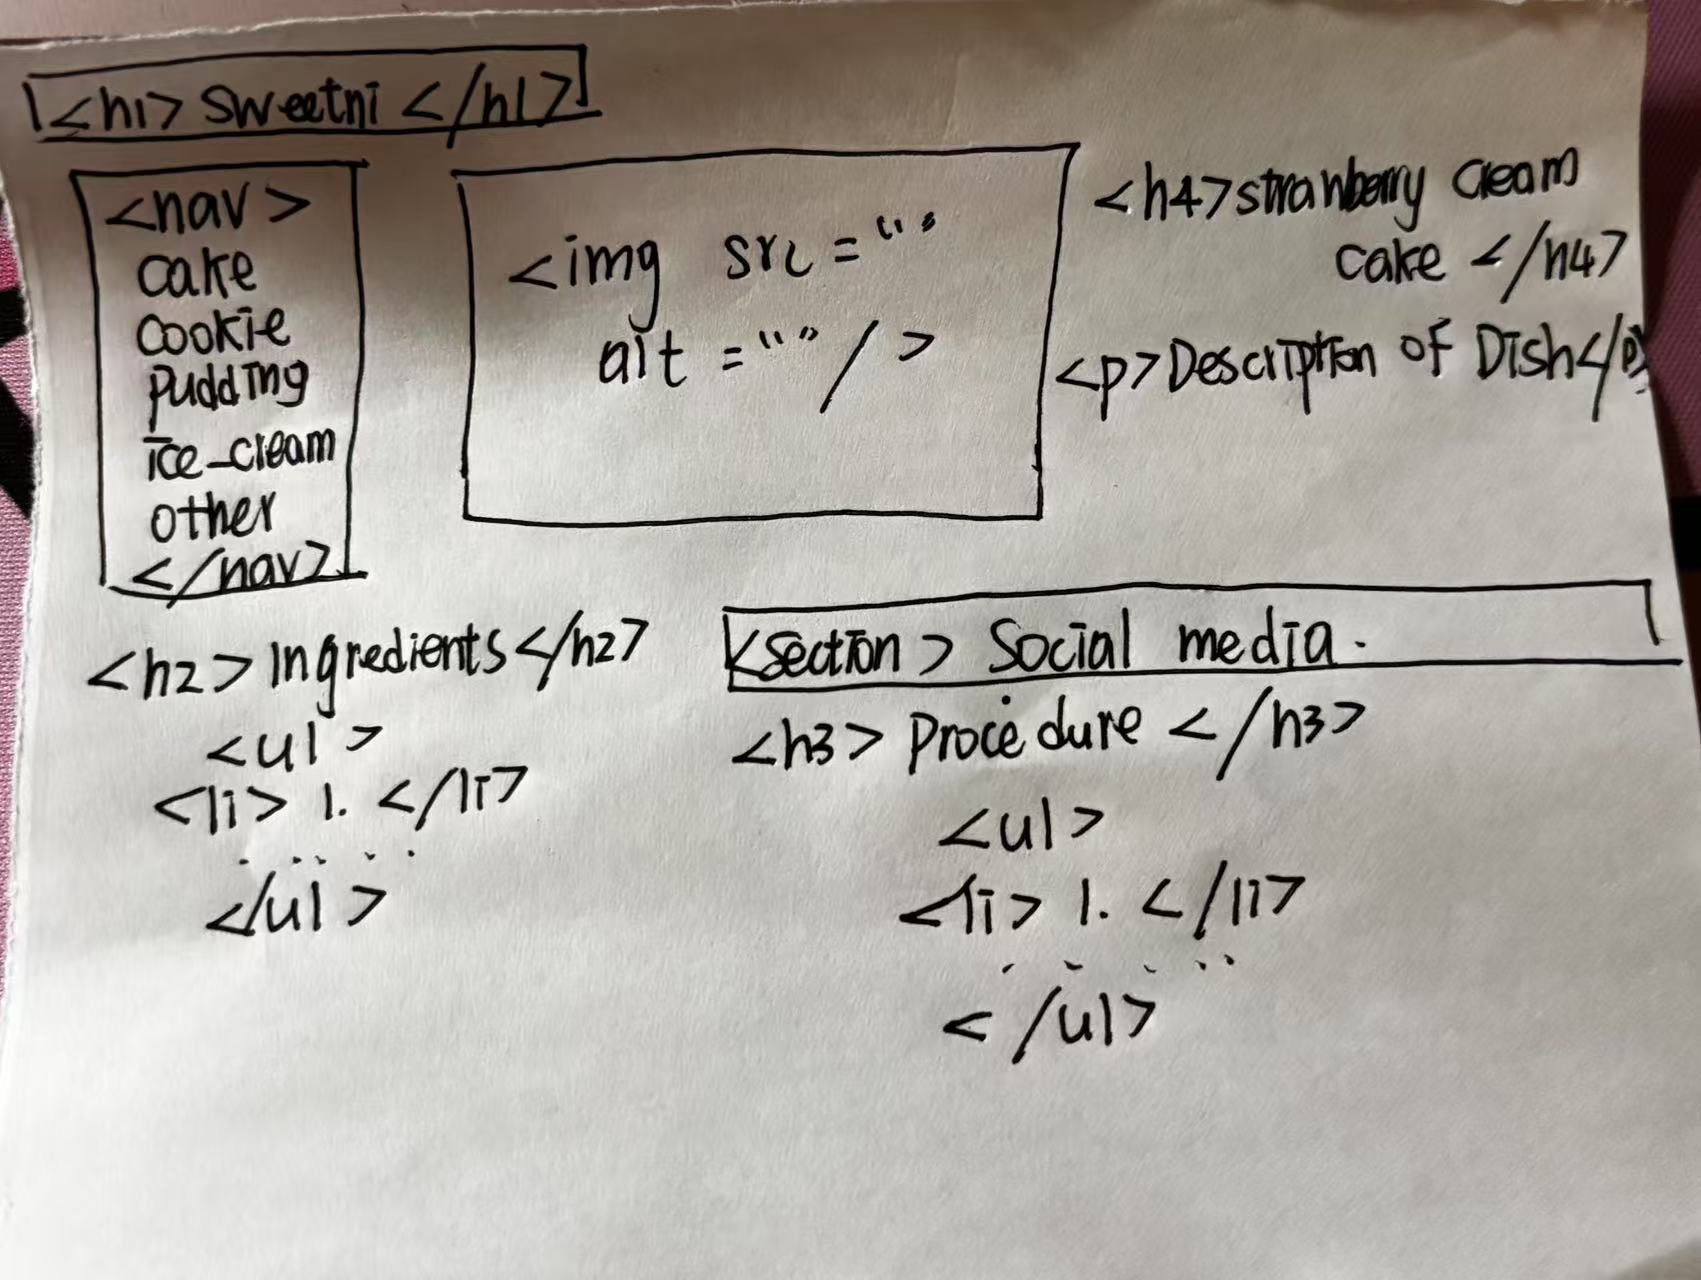 <h1> Sweetni </h1>
<nav>
cake
cookie
pudding
ice-cream
other
</nav>
<img src = ""
alt = "" / >
<h4> strawberry cream
cake </h4>
<p> Description of Dish </p>
<h2> Ingredients </h2>
<ul>
<li> 1. </li>
.....
</ul>
<section> Social media.
<h3> Procedure </h3>
<ul>
<li> 1. </li>
.....
</ul>